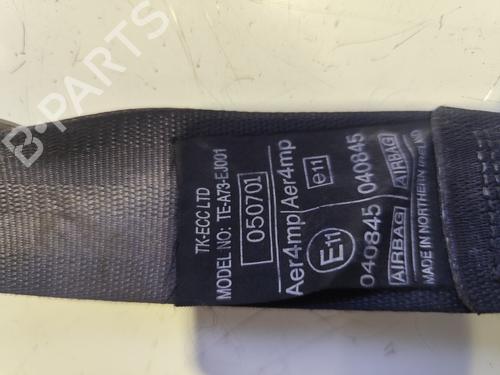 TK-ECC LTD
MODEL NO: TE-A73-EJ001
050701
Aer4mp/Aer4mp
E11 e11
040845 040845
AIRBAG AIRBAG
MADE IN NORTHERN IRELAND
B-PARTS